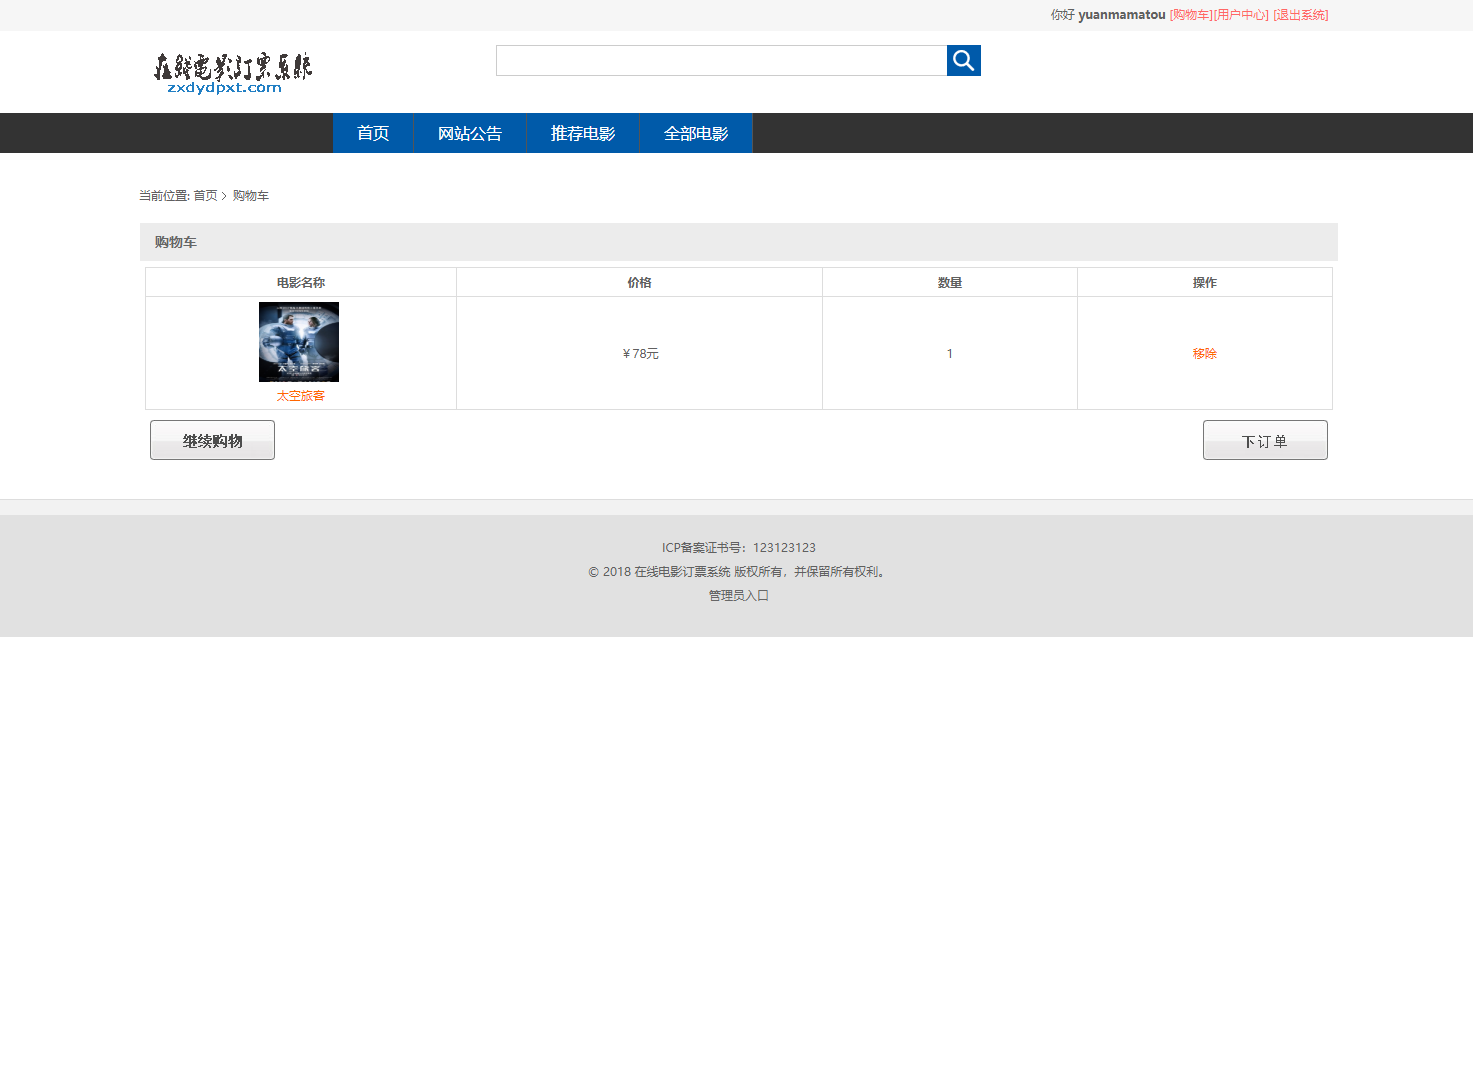 你好 yuanmamatou [购物车][用户中心] [退出系统]
在线电影订票系统
zxdydpxt.com
首页 网站公告 推荐电影 全部电影
当前位置: 首页 > 购物车
购物车
电影名称 价格 数量 操作
太空旅客
太空旅客 ¥78元 1 移除
继续购物 下订单
ICP备案证书号：123123123
© 2018 在线电影订票系统 版权所有，并保留所有权利。
管理员入口